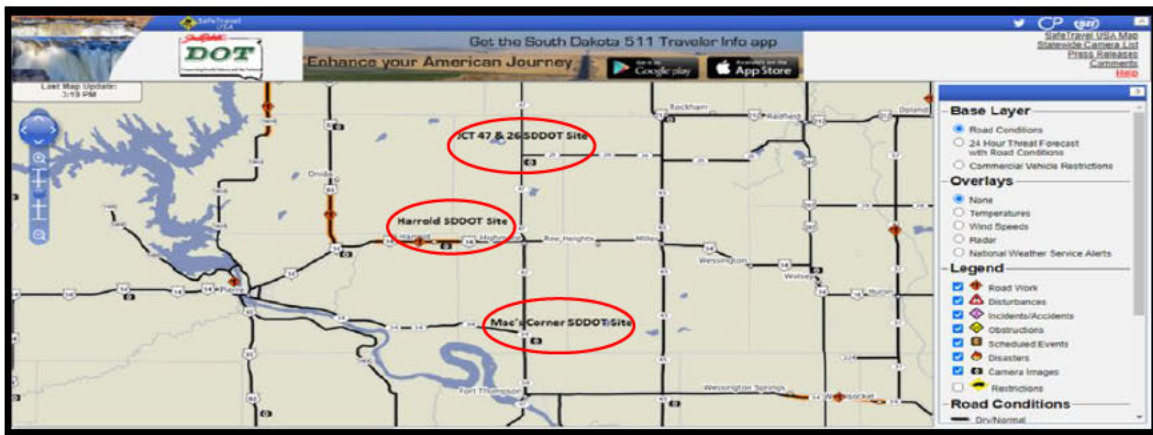 SafeTravel
USA
SafeTravel USA Map
Statewide Camera List
Press Releases
Comments
Help
DOT
Get the South Dakota 511 Traveler Info app
Enhance your American Journey
Google play
App Store
Last Map Update:
3:19 PM
JCT 47 & 26 SDDOT Site
Harrold SDDOT Site
Mac's Corner SDDOT Site
Rockham
Redfield
Doland
Onida
Harrold
Ree Heights
Miller
Wessington
Pierre
Fort Thompson
Wessington Springs
Base Layer
Road Conditions
24 Hour Threat Forecast
with Road Conditions
Commercial Vehicle Restrictions
Overlays
None
Temperatures
Wind Speeds
Radar
National Weather Service Alerts
Legend
Road Work
Disturbances
Incidents/Accidents
Obstructions
Scheduled Events
Disasters
Camera Images
Restrictions
Road Conditions
Dry/Normal